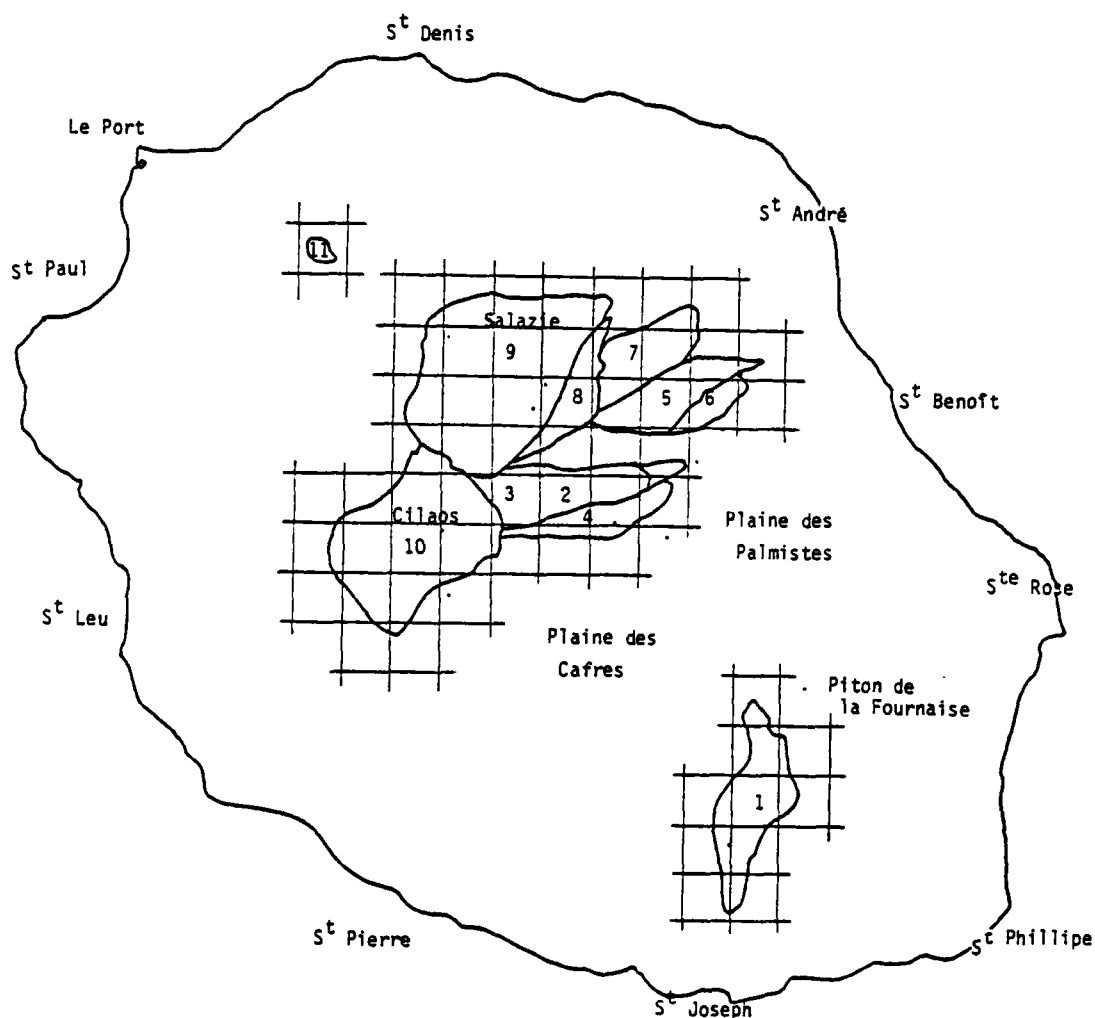 St Denis
Le Port
St André
11
St Paul
Salazie
9
7
8
5
6
St Benoft
3
2
Cilaos
4
10
Plaine des
Palmistes
Ste Rose
St Leu
Plaine des
Cafres
Piton de
la Fournaise
1
St Pierre
St Phillipe
St Joseph